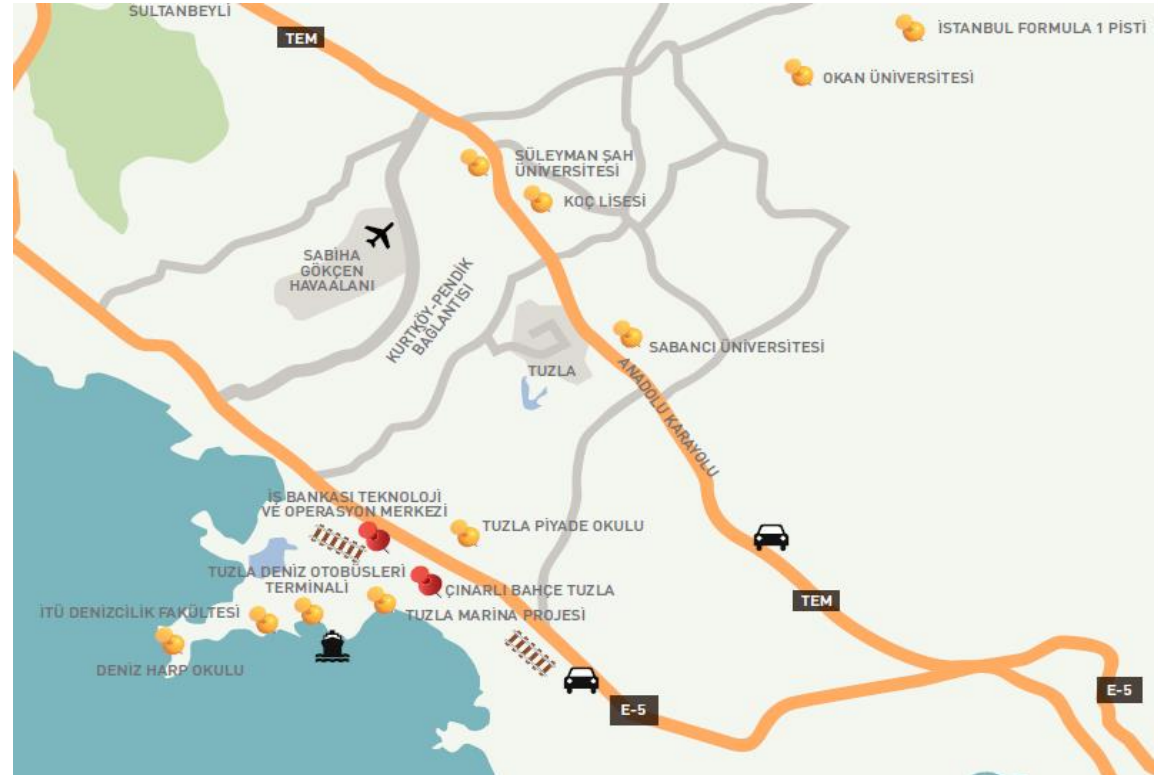 SULTANBEYLİ
TEM
İSTANBUL FORMULA 1 PİSTİ
OKAN ÜNİVERSİTESİ
SÜLEYMAN ŞAH
ÜNİVERSİTESİ
KOÇ LİSESİ
SABİHA
GÖKÇEN
HAVAALANI
KURTKÖY-PENDİK
BAĞLANTISI
TUZLA
SABANCI ÜNİVERSİTESİ
ANADOLU KARAYOLU
İŞ BANKASI TEKNOLOJİ
VE OPERASYON MERKEZİ
TUZLA PİYADE OKULU
TUZLA DENİZ OTOBÜSLERİ
TERMİNALİ
ÇINARLI BAHÇE TUZLA
İTÜ DENİZCİLİK FAKÜLTESİ
TUZLA MARINA PROJESİ
DENİZ HARP OKULU
TEM
E-5
E-5